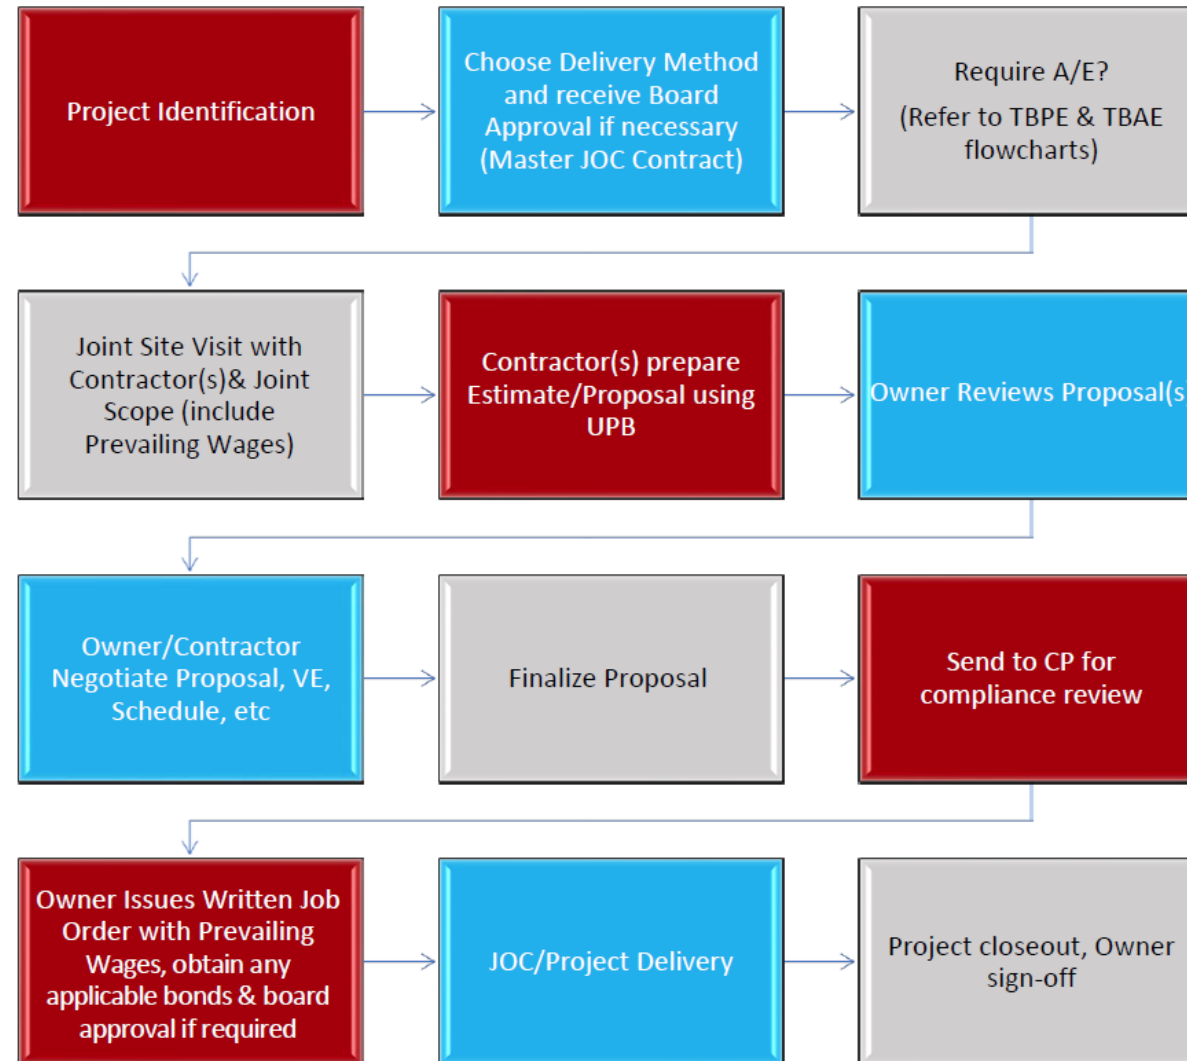 Project Identification
Choose Delivery Method
and receive Board
Approval if necessary
(Master JOC Contract)
Require A/E?
(Refer to TBPE & TBAE
flowcharts)
Joint Site Visit with
Contractor(s)& Joint
Scope (include
Prevailing Wages)
Contractor(s) prepare
Estimate/Proposal using
UPB
Owner Reviews Proposal(s
Owner/Contractor
Negotiate Proposal, VE,
Schedule, etc
Finalize Proposal
Send to CP for
compliance review
Owner Issues Written Job
Order with Prevailing
Wages, obtain any
applicable bonds & board
approval if required
JOC/Project Delivery
Project closeout, Owner
sign-off